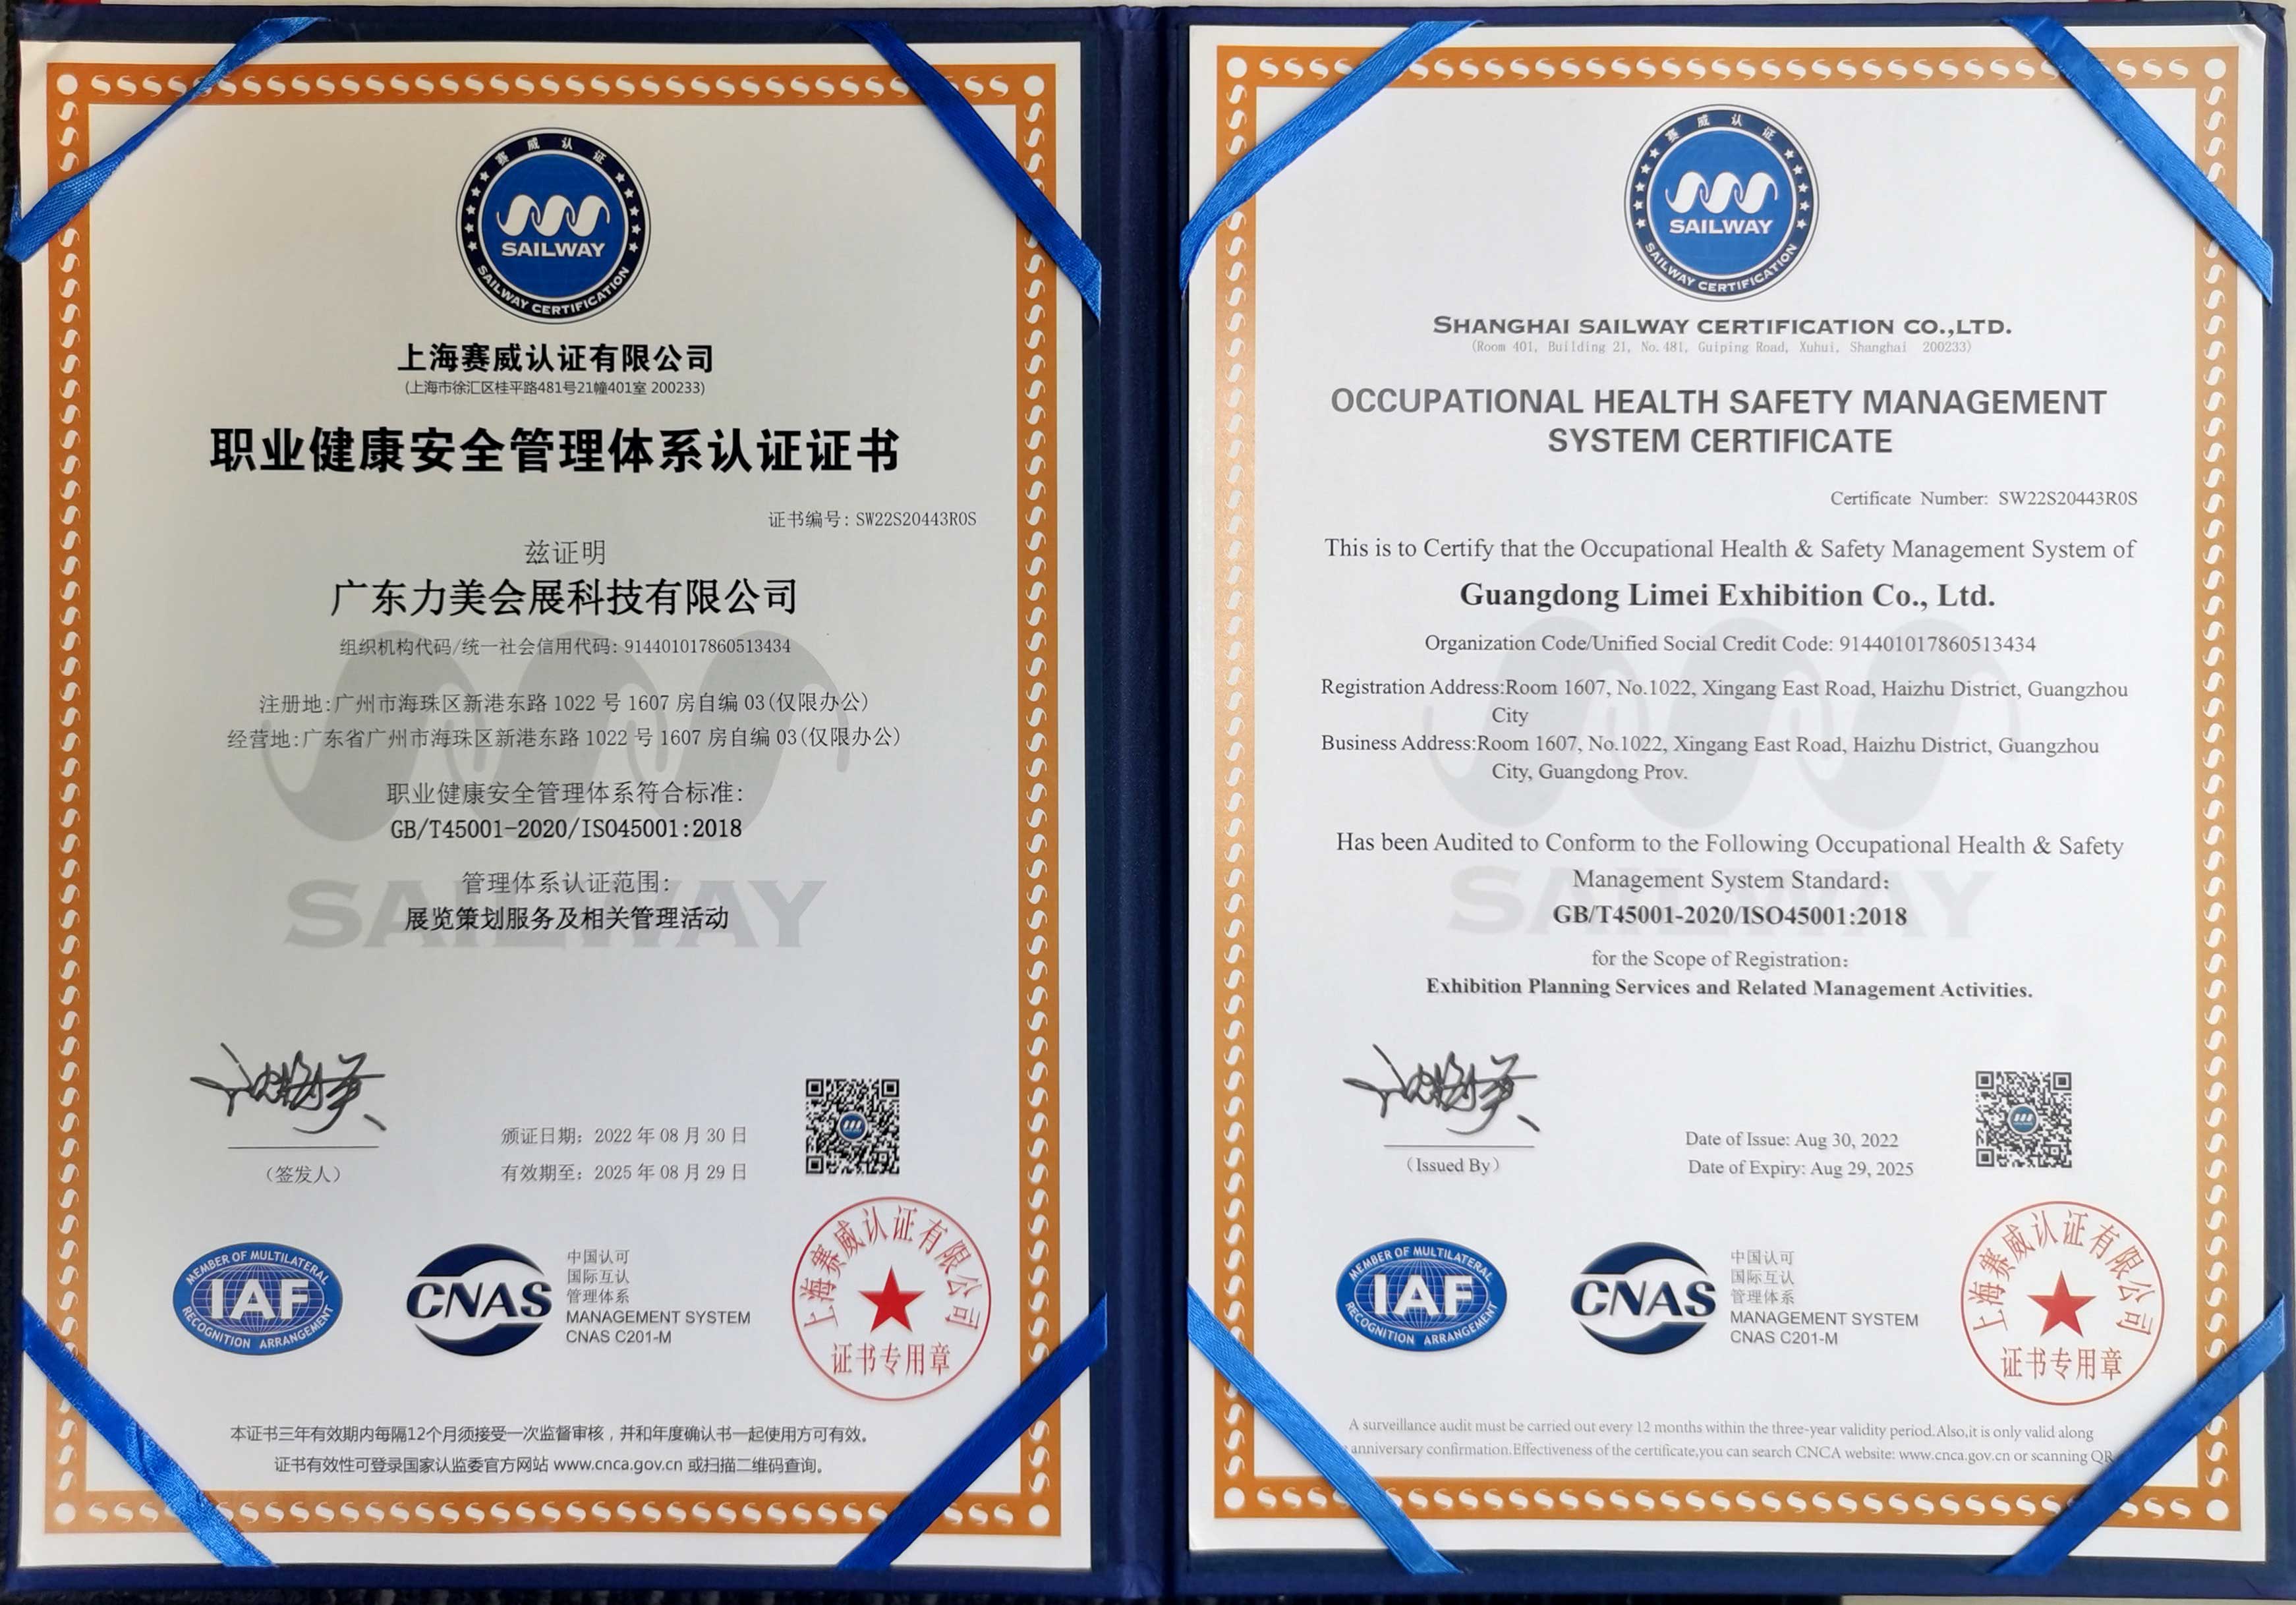 赛威认证
SAILWAY
SAILWAY CERTIFICATION
上海赛威认证有限公司
(上海市徐汇区桂平路481号21幢401室 200233)
职业健康安全管理体系认证证书
证书编号: SW22S20443R0S
兹证明
广东力美会展科技有限公司
组织机构代码/统一社会信用代码: 914401017860513434
注册地:广州市海珠区新港东路 1022 号 1607 房自编 03(仅限办公)
经营地:广东省广州市海珠区新港东路 1022 号 1607 房自编 03(仅限办公)
职业健康安全管理体系符合标准:
GB/T45001-2020/ISO45001:2018
管理体系认证范围:
展览策划服务及相关管理活动
SAILWAY
(签发人)
颁证日期: 2022 年 08 月 30 日
有效期至: 2025 年 08 月 29 日
MEMBER OF MULTILATERAL
IAF
RECOGNITION ARRANGEMENT
CNAS
中国认可
国际互认
管理体系
MANAGEMENT SYSTEM
CNAS C201-M
上海赛威认证有限公司
证书专用章
本证书三年有效期内每隔12个月须接受一次监督审核，并和年度确认书一起使用方可有效。
证书有效性可登录国家认监委官方网站 www.cnca.gov.cn 或扫描二维码查询。
赛威认证
SAILWAY
SAILWAY CERTIFICATION
SHANGHAI SAILWAY CERTIFICATION CO.,LTD.
(Room 401, Building 21, No.481, Guiping Road, Xuhui, Shanghai 200233)
OCCUPATIONAL HEALTH SAFETY MANAGEMENT
SYSTEM CERTIFICATE
Certificate Number: SW22S20443R0S
This is to Certify that the Occupational Health & Safety Management System of
Guangdong Limei Exhibition Co., Ltd.
Organization Code/Unified Social Credit Code: 914401017860513434
Registration Address:Room 1607, No.1022, Xingang East Road, Haizhu District, Guangzhou
City
Business Address:Room 1607, No.1022, Xingang East Road, Haizhu District, Guangzhou
City, Guangdong Prov.
Has been Audited to Conform to the Following Occupational Health & Safety
Management System Standard:
GB/T45001-2020/ISO45001:2018
SAILWAY
for the Scope of Registration:
Exhibition Planning Services and Related Management Activities.
(Issued By)
Date of Issue: Aug 30, 2022
Date of Expiry: Aug 29, 2025
MEMBER OF MULTILATERAL
IAF
RECOGNITION ARRANGEMENT
CNAS
中国认可
国际互认
管理体系
MANAGEMENT SYSTEM
CNAS C201-M
上海赛威认证有限公司
证书专用章
A surveillance audit must be carried out every 12 months within the three-year validity period.Also,it is only valid along
anniversary confirmation.Effectiveness of the certificate,you can search CNCA website: www.cnca.gov.cn or scanning QR